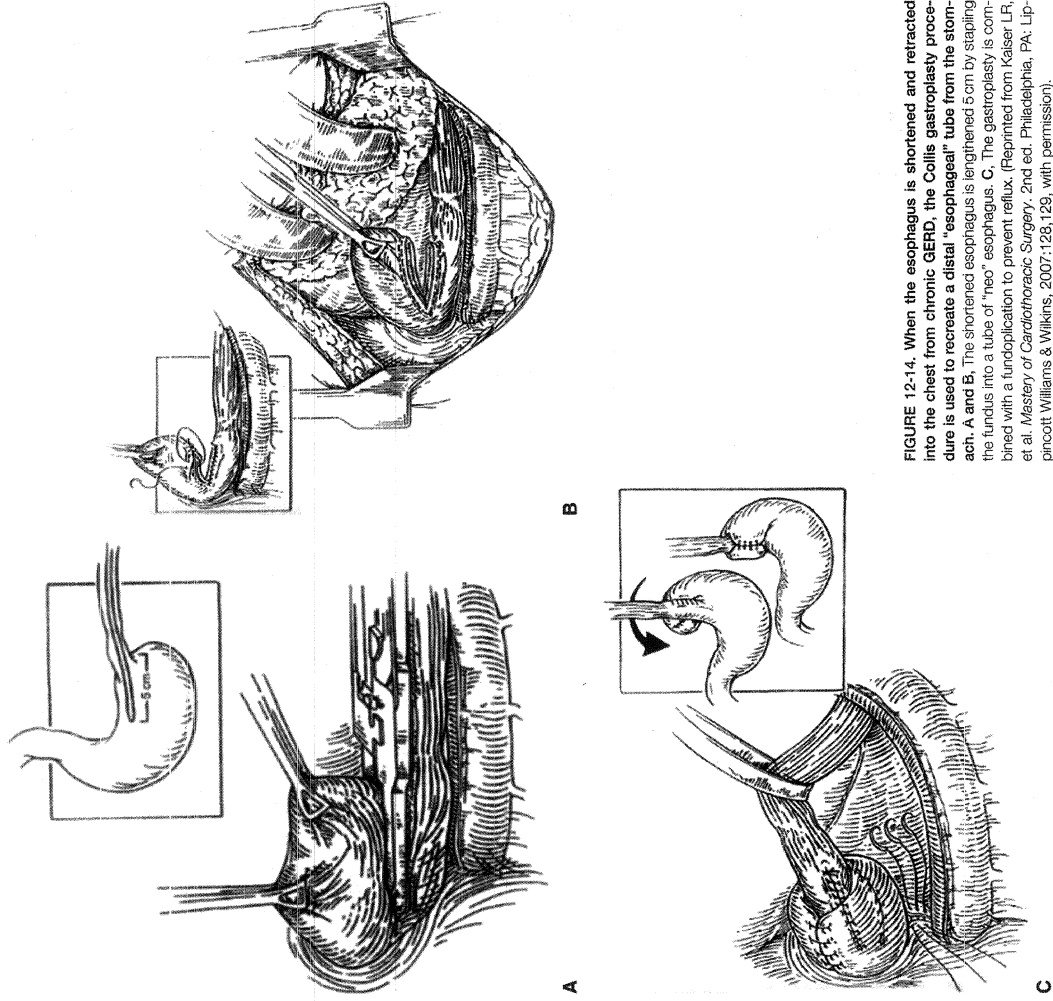 5 cm
A
B
C
FIGURE 12-14. When the esophagus is shortened and retracted
into the chest from chronic GERD, the Collis gastroplasty proce-
dure is used to recreate a distal "esophageal" tube from the stom-
ach. A and B, The shortened esophagus is lengthened 5 cm by stapling
the fundus into a tube of "neo" esophagus. C, The gastroplasty is com-
bined with a fundoplication to prevent reflux. (Reprinted from Kaiser LR,
et al. Mastery of Cardiothoracic Surgery. 2nd ed. Philadelphia, PA: Lip-
pincott Williams & Wilkins, 2007:128,129, with permission).